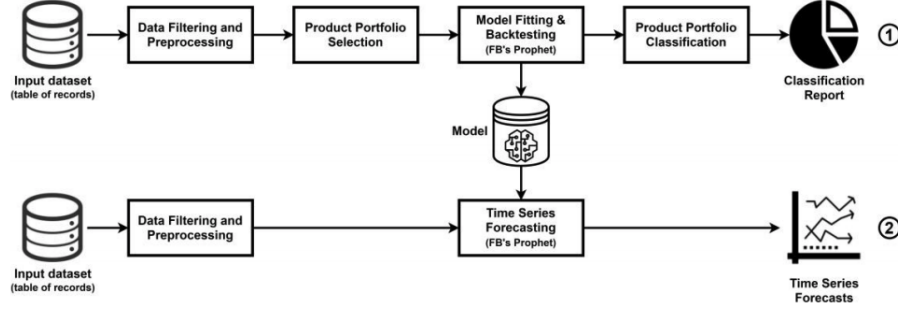 Data Filtering and
Preprocessing
Product Portfolio
Selection
Model Fitting &
Backtesting
(FB's Prophet)
Product Portfolio
Classification
1
Input dataset
(table of records)
Classification
Report
Model
Data Filtering and
Preprocessing
Time Series
Forecasting
(FB's Prophet)
2
Input dataset
(table of records)
Time Series
Forecasts